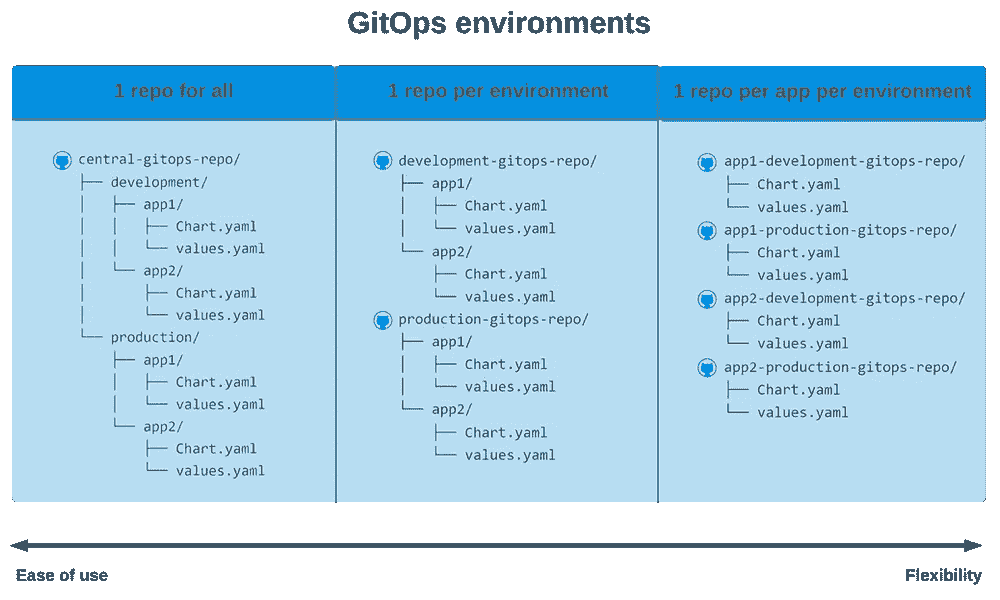 GitOps environments
1 repo for all
central-gitops-repo/
├── development/
│   ├── app1/
│   │   ├── Chart.yaml
│   │   └── values.yaml
│   └── app2/
│       ├── Chart.yaml
│       └── values.yaml
└── production/
    ├── app1/
    │   ├── Chart.yaml
    │   └── values.yaml
    └── app2/
        ├── Chart.yaml
        └── values.yaml
1 repo per environment
development-gitops-repo/
├── app1/
│   ├── Chart.yaml
│   └── values.yaml
└── app2/
    ├── Chart.yaml
    └── values.yaml
production-gitops-repo/
├── app1/
│   ├── Chart.yaml
│   └── values.yaml
└── app2/
    ├── Chart.yaml
    └── values.yaml
1 repo per app per environment
app1-development-gitops-repo/
├── Chart.yaml
└── values.yaml
app1-production-gitops-repo/
├── Chart.yaml
└── values.yaml
app2-development-gitops-repo/
├── Chart.yaml
└── values.yaml
app2-production-gitops-repo/
├── Chart.yaml
└── values.yaml
Ease of use
Flexibility